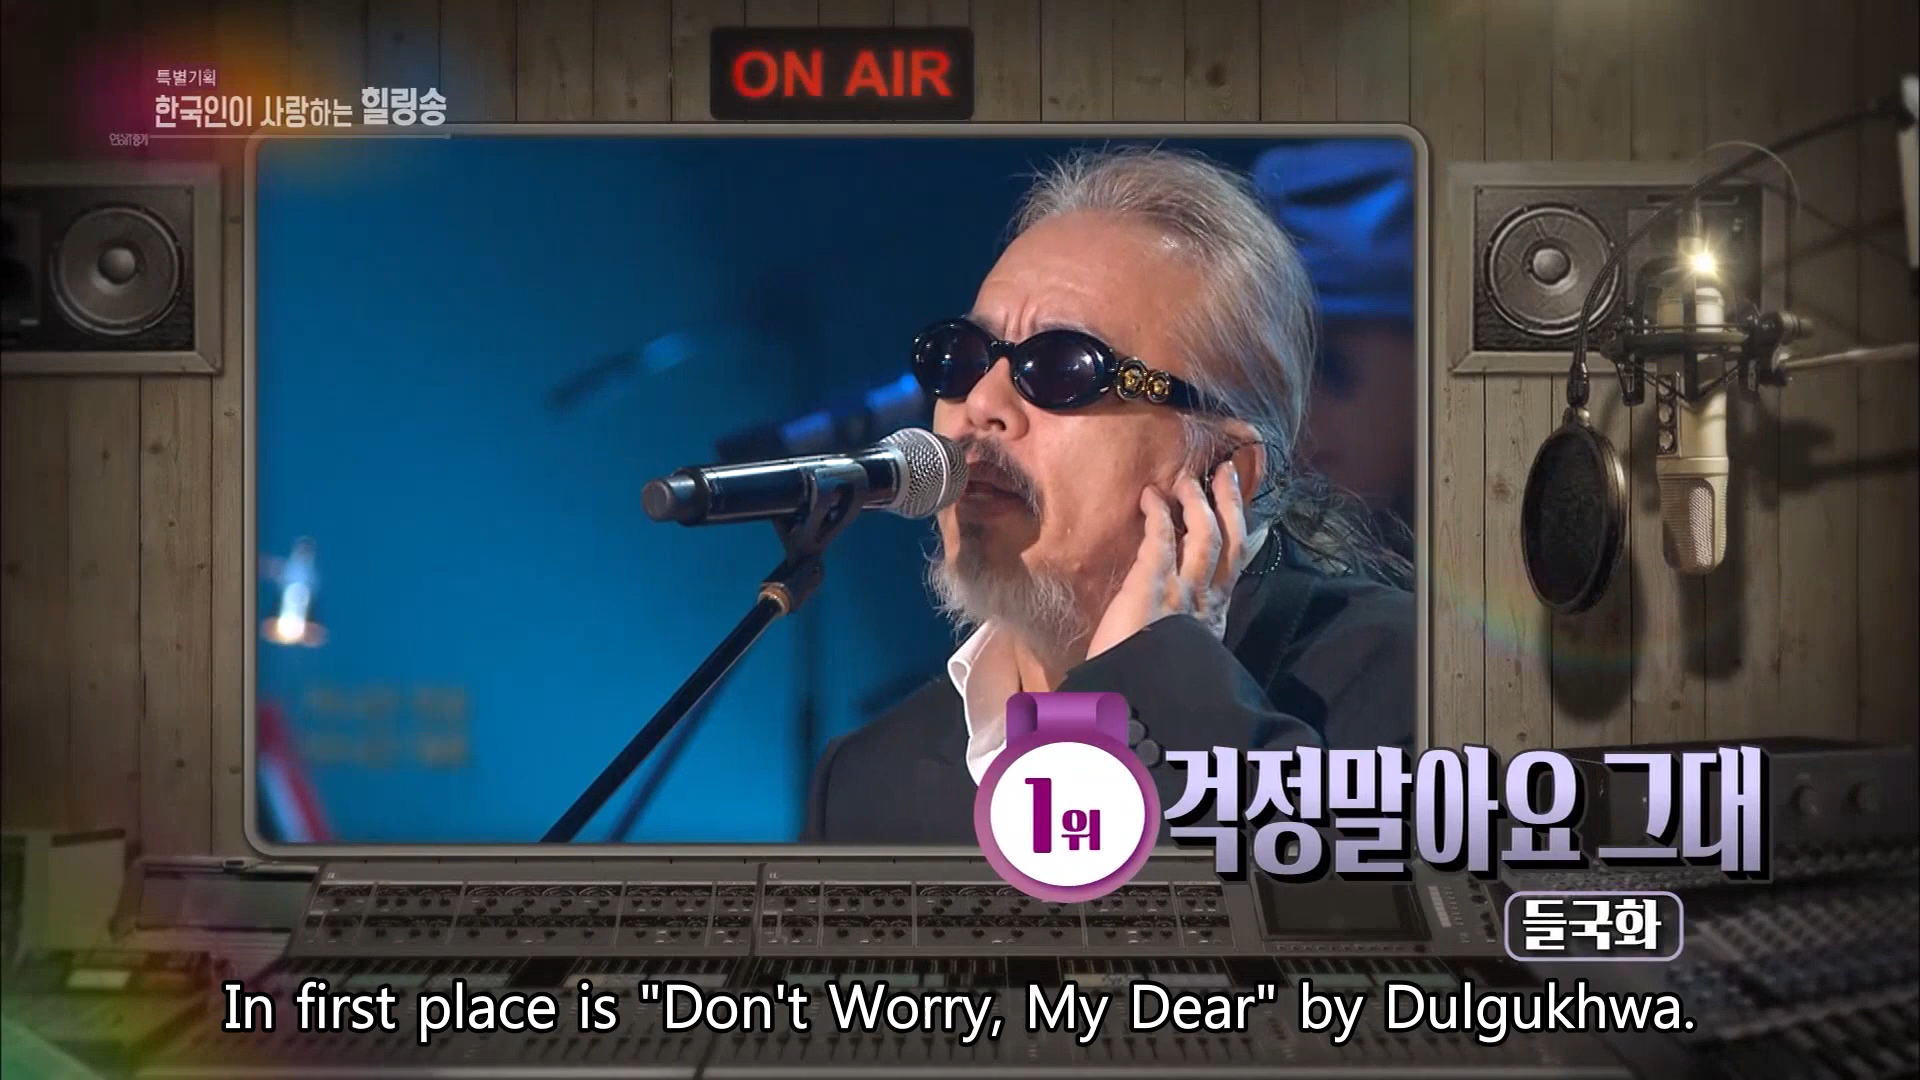 ON AIR
특별기획
한국인이 사랑하는 힐링송
1위
걱정말아요 그대
들국화
In first place is "Don't Worry, My Dear" by Dulgukhwa.